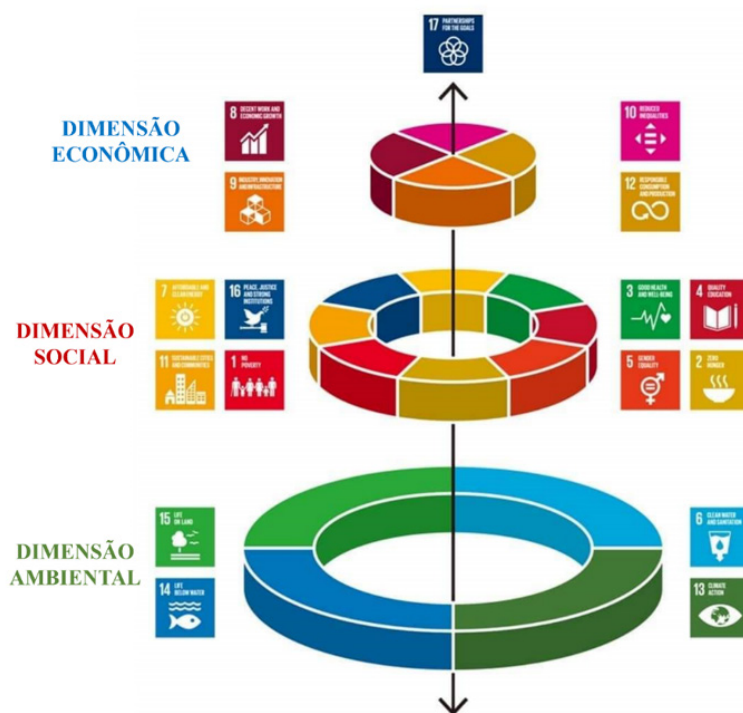 17 PARTNERSHIPS
FOR THE GOALS
DIMENSÃO
ECONÔMICA
8 DECENT WORK AND
ECONOMIC GROWTH
10 REDUCED
INEQUALITIES
9 INDUSTRY, INNOVATION
AND INFRASTRUCTURE
12 RESPONSIBLE
CONSUMPTION
AND PRODUCTION
DIMENSÃO
SOCIAL
7 AFFORDABLE AND
CLEAN ENERGY
16 PEACE, JUSTICE
AND STRONG
INSTITUTIONS
3 GOOD HEALTH
AND WELL-BEING
4 QUALITY
EDUCATION
11 SUSTAINABLE CITIES
AND COMMUNITIES
1 NO
POVERTY
5 GENDER
EQUALITY
2 ZERO
HUNGER
DIMENSÃO
AMBIENTAL
15 LIFE
ON LAND
6 CLEAN WATER
AND SANITATION
14 LIFE
BELOW WATER
13 CLIMATE
ACTION